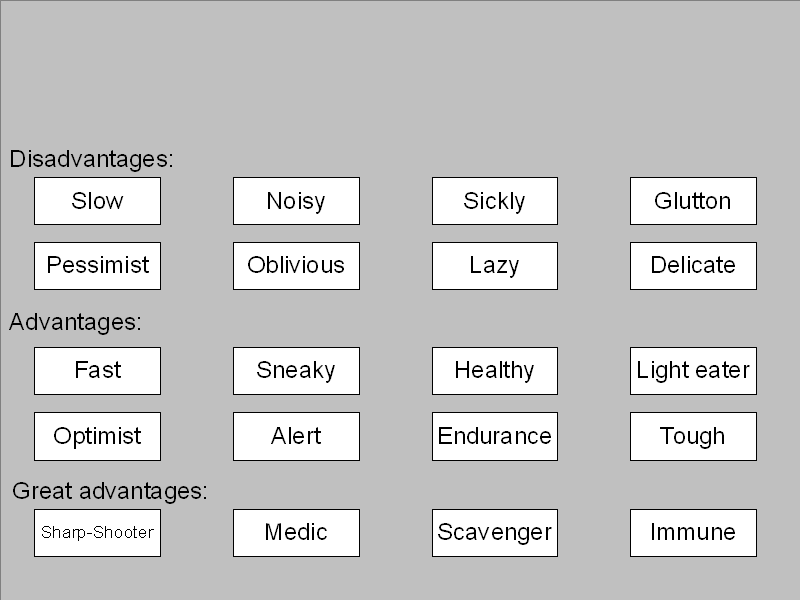 Disadvantages:
Slow Noisy Sickly Glutton
Pessimist Oblivious Lazy Delicate
Advantages:
Fast Sneaky Healthy Light eater
Optimist Alert Endurance Tough
Great advantages:
Sharp-Shooter Medic Scavenger Immune